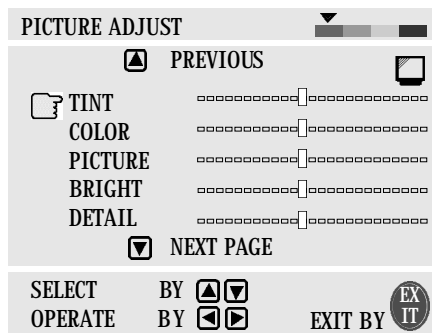 PICTURE ADJUST
PREVIOUS
TINT
COLOR
PICTURE
BRIGHT
DETAIL
NEXT PAGE
SELECT BY
OPERATE BY EXIT BY EX
IT